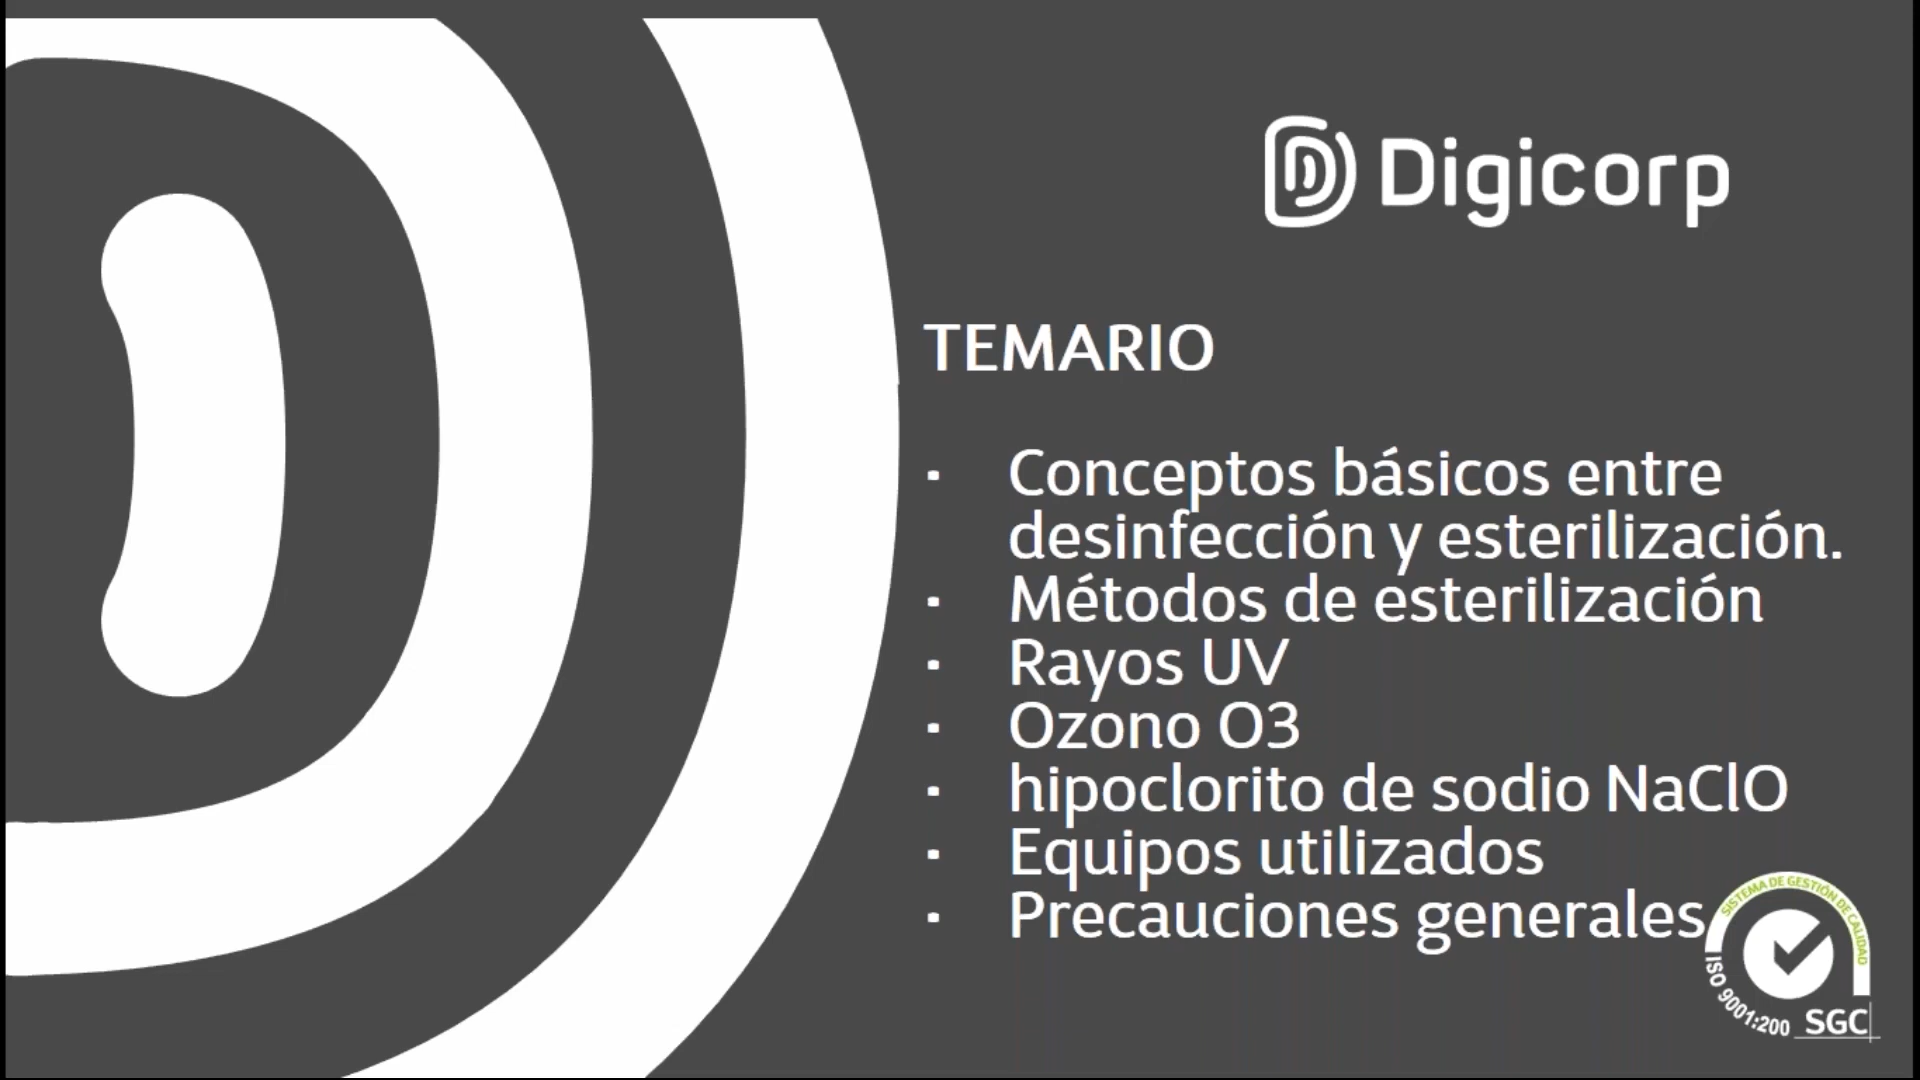 Digicorp
TEMARIO
· Conceptos básicos entre
desinfección y esterilización.
· Métodos de esterilización
· Rayos UV
· Ozono O3
· hipoclorito de sodio NaClO
· Equipos utilizados
· Precauciones generales
SISTEMA DE GESTIÓN DE CALIDAD
ISO 9001:200
SGC